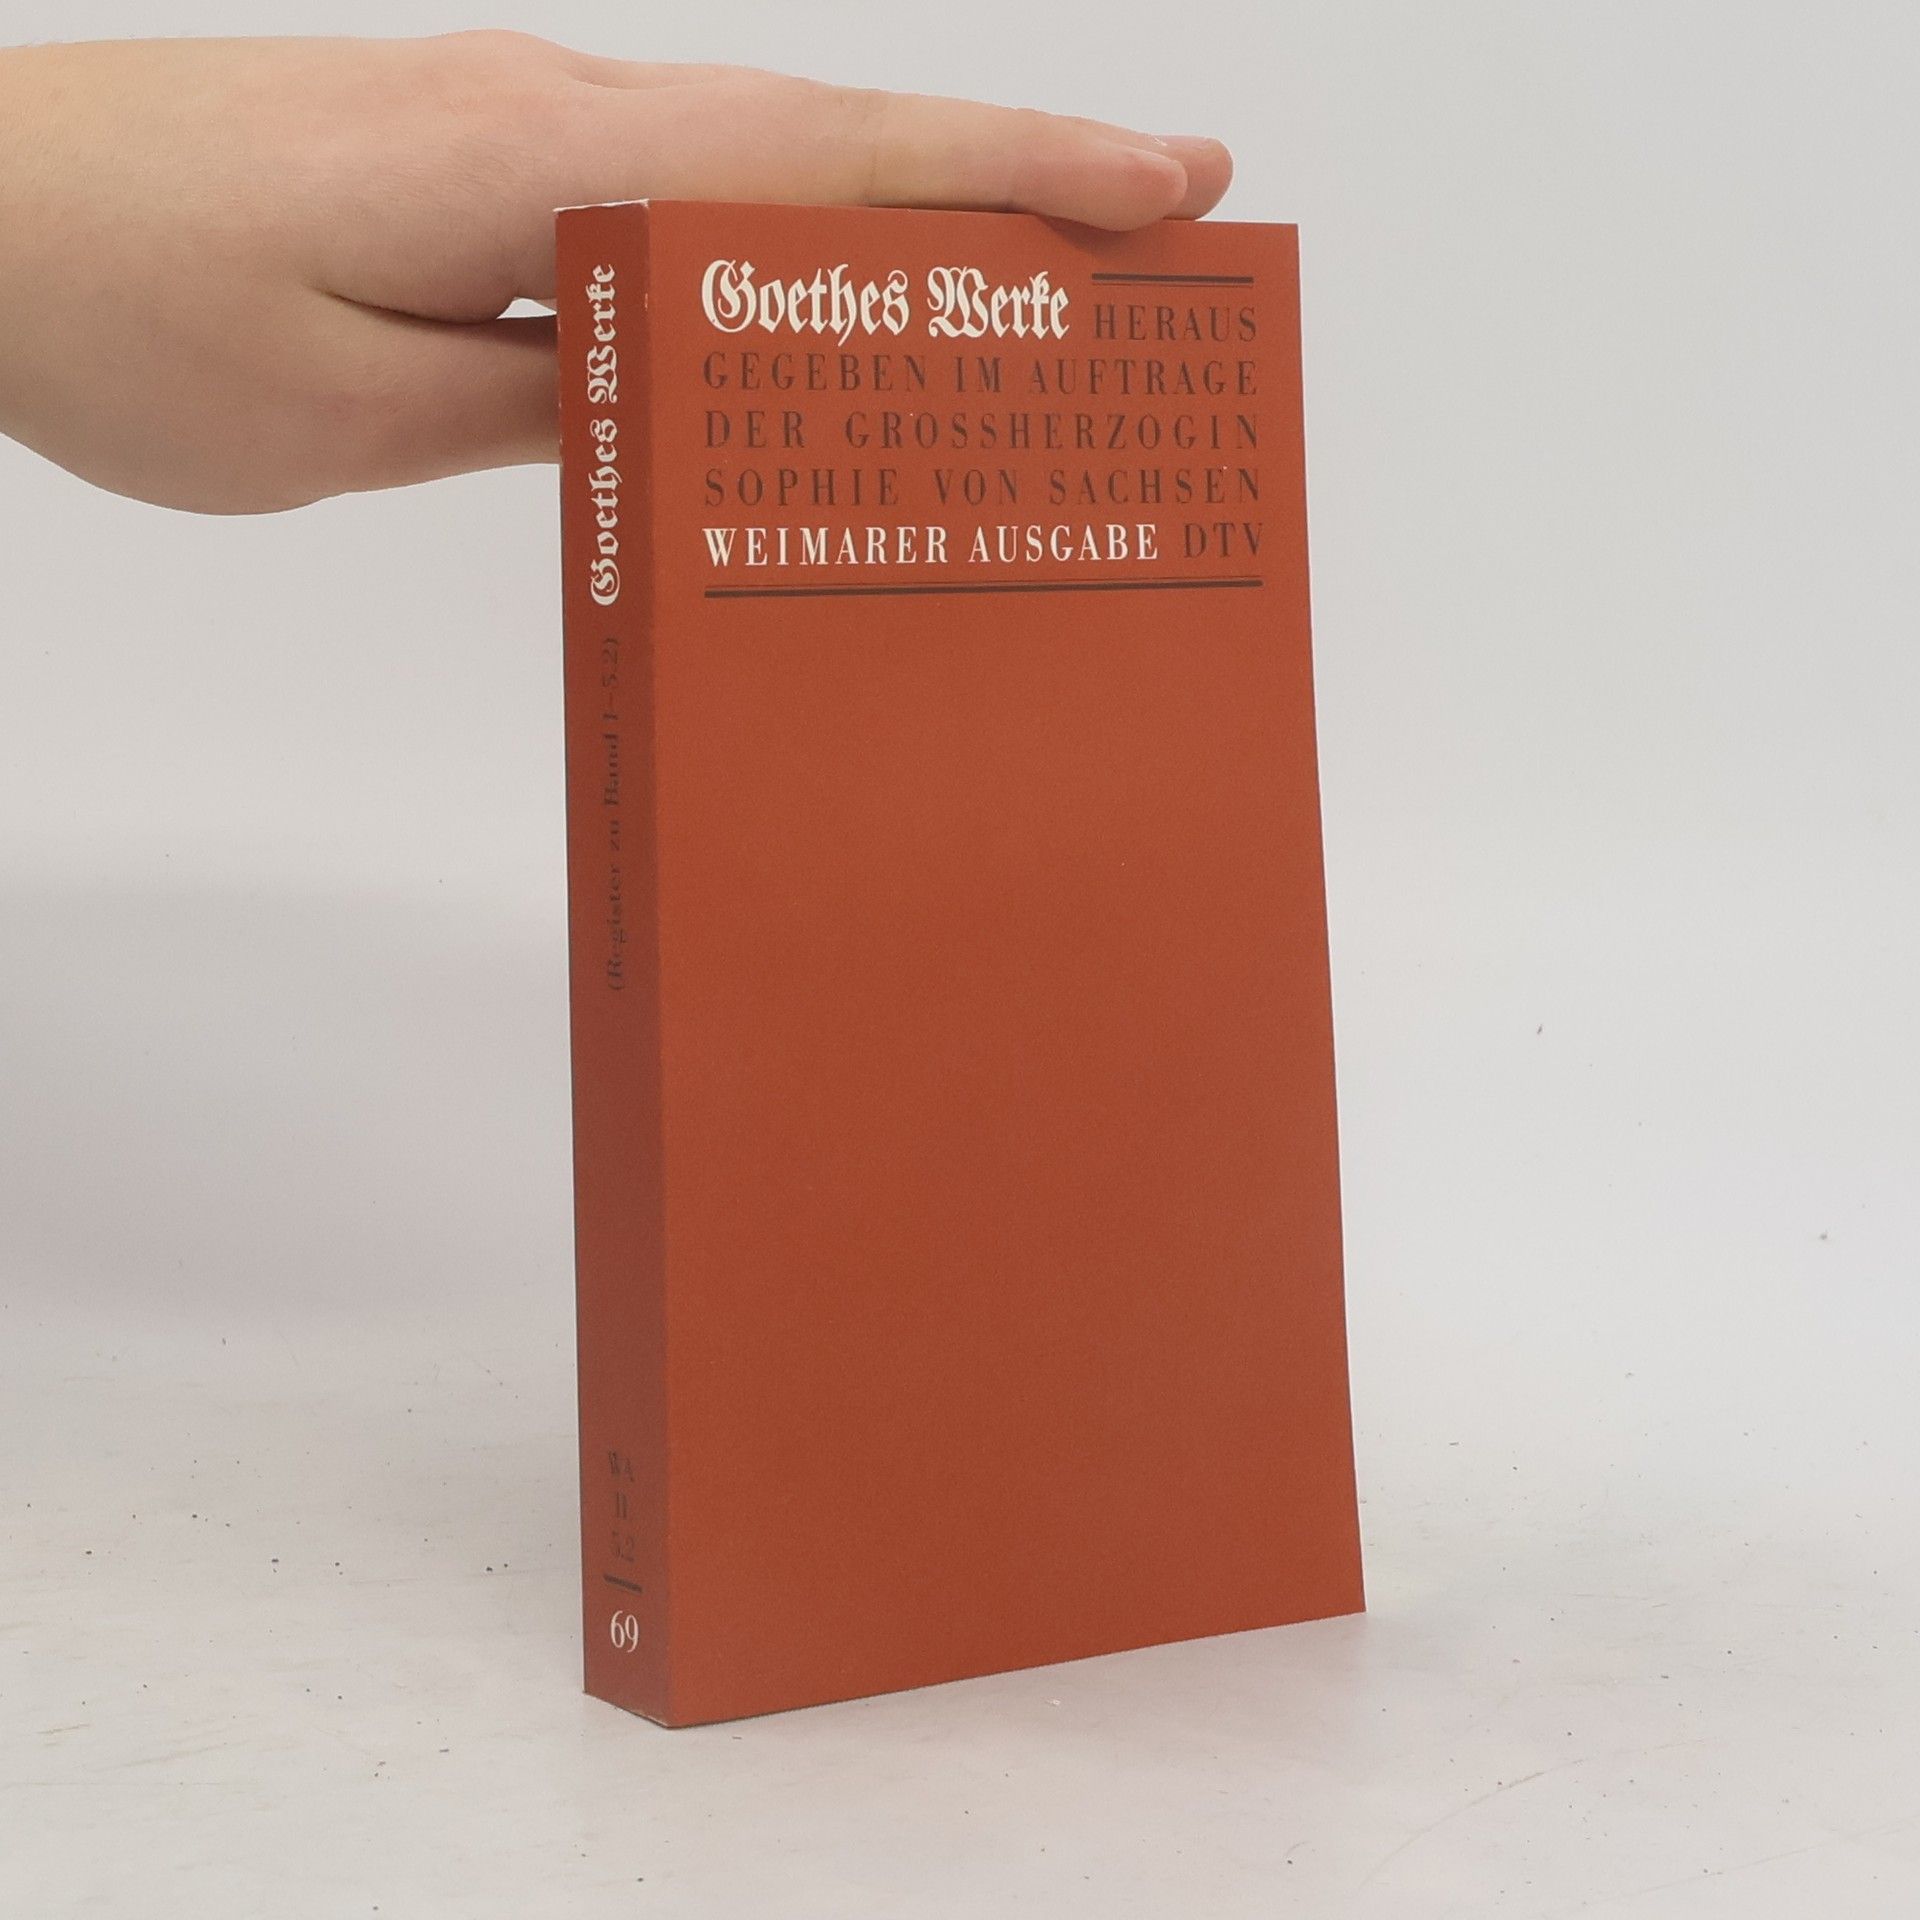 Goethes Werke HERAUS
GEGEBEN IM AUFTRAGE
DER GROSSHERZOGIN
SOPHIE VON SACHSEN
WEIMARER AUSGABE DTV
Goethes Werke (Register zu Band 1–52)
WA
II
69